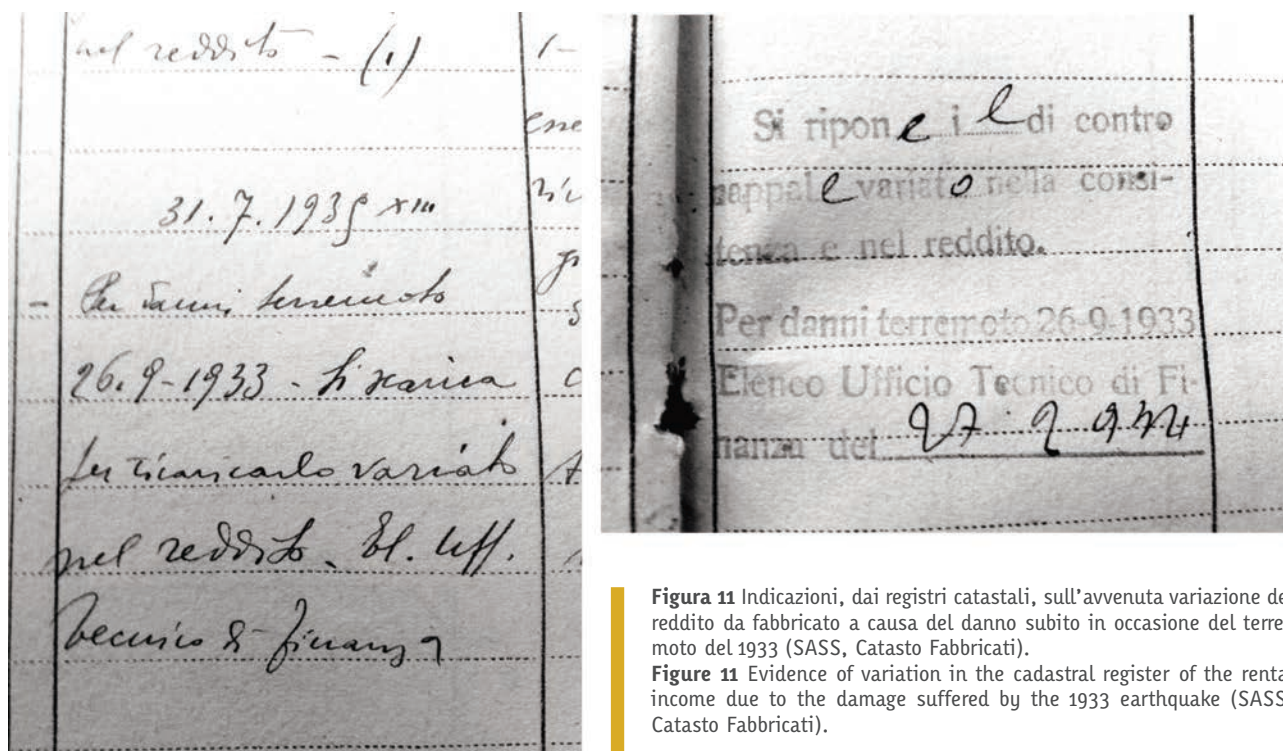 nel reddito - (1)
31.7.1935 XIII
- Per danni terremoto
26.9-1933 - Si scarica
per ricaricarlo variato
nel reddito. El. Uff.
Tecnico di finanza
Si ripone il di contro
mappale variato nella consi-
tenza e nel reddito.
Per danni terremoto 26-9-1933
Elenco Ufficio Tecnico di Fi-
nanza del 27 2 934
Figura 11 Indicazioni, dai registri catastali, sull'avvenuta variazione de
reddito da fabbricato a causa del danno subito in occasione del terre
moto del 1933 (SASS, Catasto Fabbricati).
Figure 11 Evidence of variation in the cadastral register of the renta
income due to the damage suffered by the 1933 earthquake (SASS
Catasto Fabbricati).